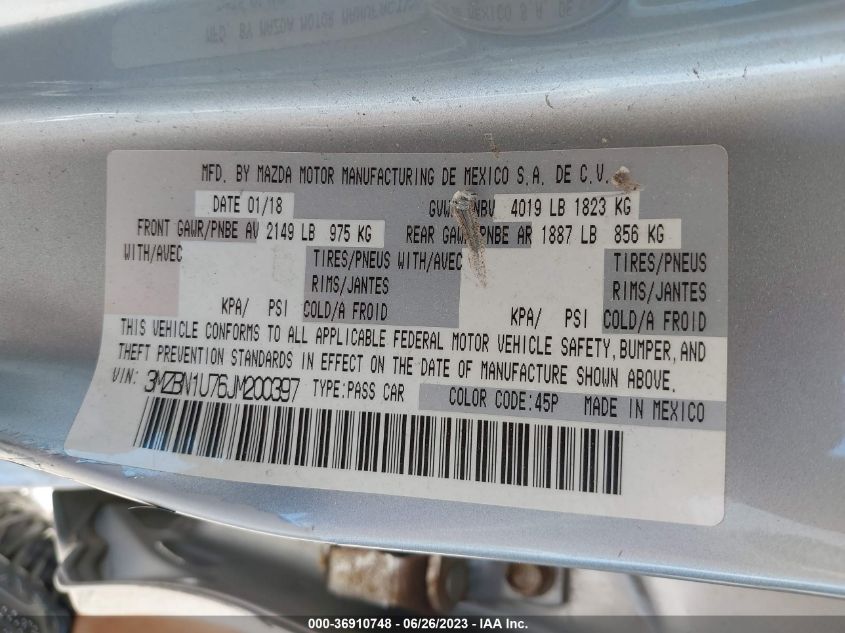 MFD. BY MAZDA MOTOR MANUFACTURING DE MEXICO S.A. DE C.V.
DATE 01/18 NBV 4019 LB 1823 KG
FRONT GAWR/PNBE AV 2149 LB 975 KG REAR GAWR/PNBE AR 1887 LB 856 KG
WITH/AVEC TIRES/PNEUS WITH/AVEC TIRES/PNEUS
RIMS/JANTES RIMS/JANTES
KPA/ PSI COLD/A FROID KPA/ PSI COLD/A FROID
THIS VEHICLE CONFORMS TO ALL APPLICABLE FEDERAL MOTOR VEHICLE SAFETY, BUMPER, AND
THEFT PREVENTION STANDARDS IN EFFECT ON THE DATE OF MANUFACTURE SHOWN ABOVE.
VIN: 3MZBN1U76JM200397 TYPE:PASS CAR COLOR CODE:45P MADE IN MEXICO
000-36910748 - 06/26/2023 - IAA Inc.